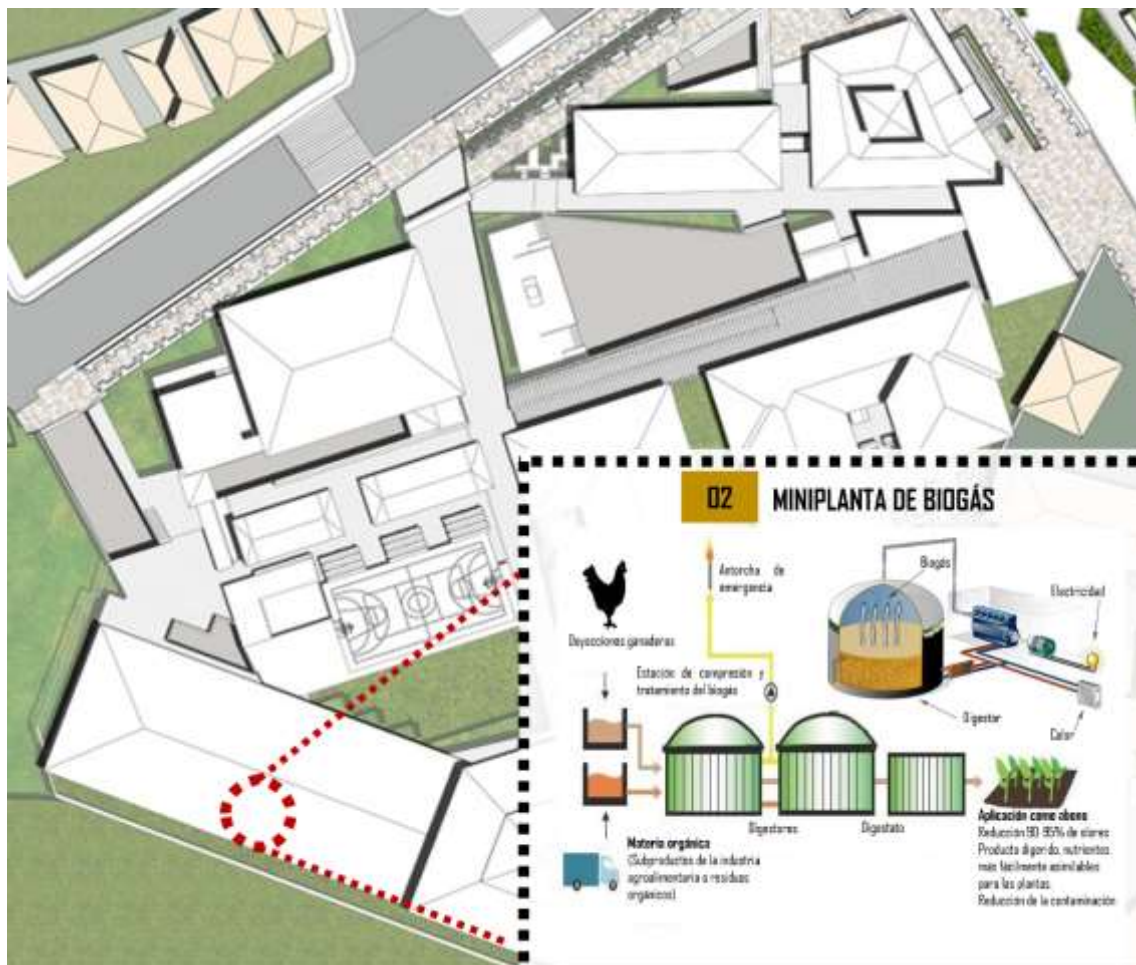 02 MINIPLANTA DE BIOGÁS
Antorcha de
emergencia
Deyecciones ganaderas
Estación de compresión y
tratamiento del biogás
Biogás
Electricidad
Digestor
Calor
Digestores
Digestato
Materia orgánica
(Subproductos de la industria
agroalimentaria o residuos
orgánicos)
Aplicación como abono
Reducción 90-95% de olores
Producto digerido, nutrientes
más fácilmente asimilables
para las plantas.
Reducción de la contaminación